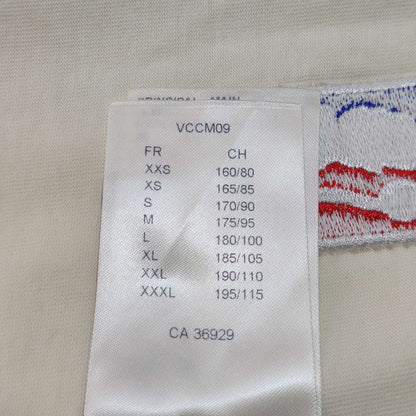 VCCM09
FR CH
XXS 160/80
XS 165/85
S 170/90
M 175/95
L 180/100
XL 185/105
XXL 190/110
XXXL 195/115
CA 36929